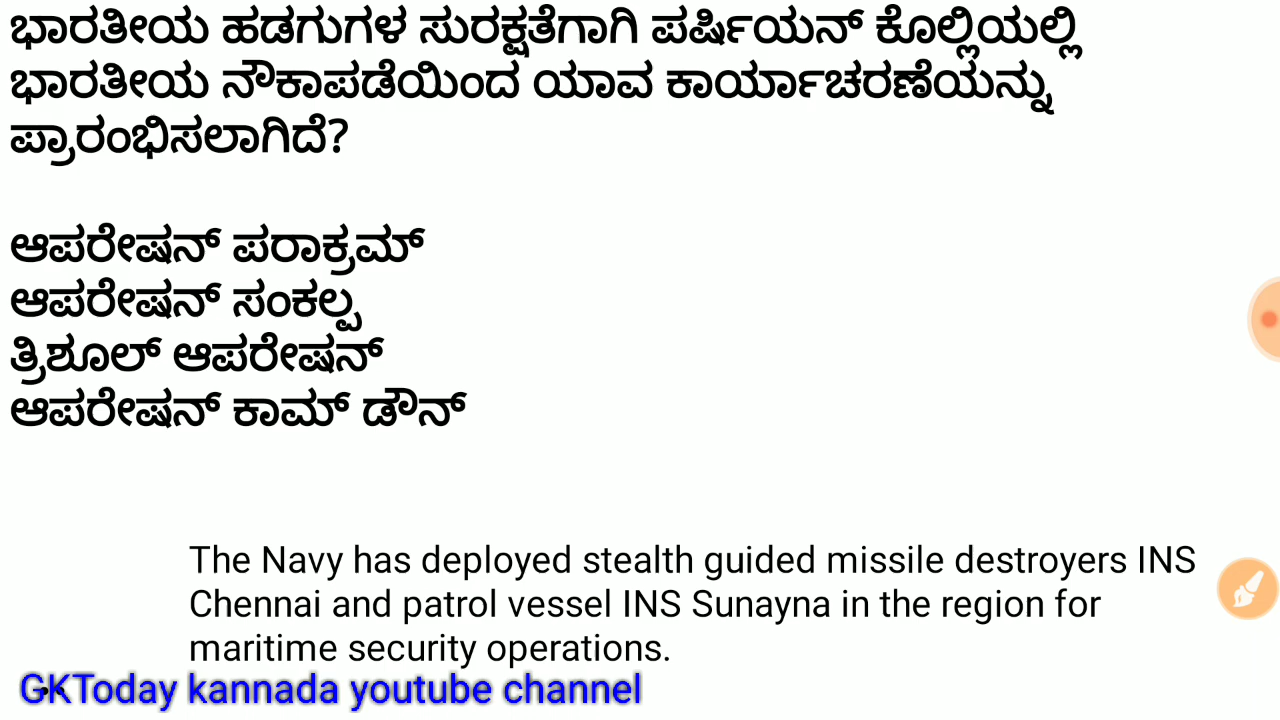 ಭಾರತೀಯ ಹಡಗುಗಳ ಸುರಕ್ಷತೆಗಾಗಿ ಪರ್ಷಿಯನ್ ಕೊಲ್ಲಿಯಲ್ಲಿ
ಭಾರತೀಯ ನೌಕಾಪಡೆಯಿಂದ ಯಾವ ಕಾರ್ಯಾಚರಣೆಯನ್ನು
ಪ್ರಾರಂಭಿಸಲಾಗಿದೆ?
ಆಪರೇಷನ್ ಪರಾಕ್ರಮ್
ಆಪರೇಷನ್ ಸಂಕಲ್ಪ
ತ್ರಿಶೂಲ್ ಆಪರೇಷನ್
ಆಪರೇಷನ್ ಕಾಮ್ ಡೌನ್
The Navy has deployed stealth guided missile destroyers INS
Chennai and patrol vessel INS Sunayna in the region for
maritime security operations.
GKToday kannada youtube channel